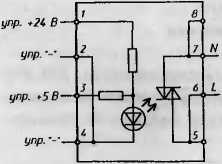 упр. +24 В 1 8
упр. "–" 2 7 N
упр. +5 В 3 6 L
упр. "–" 4 5